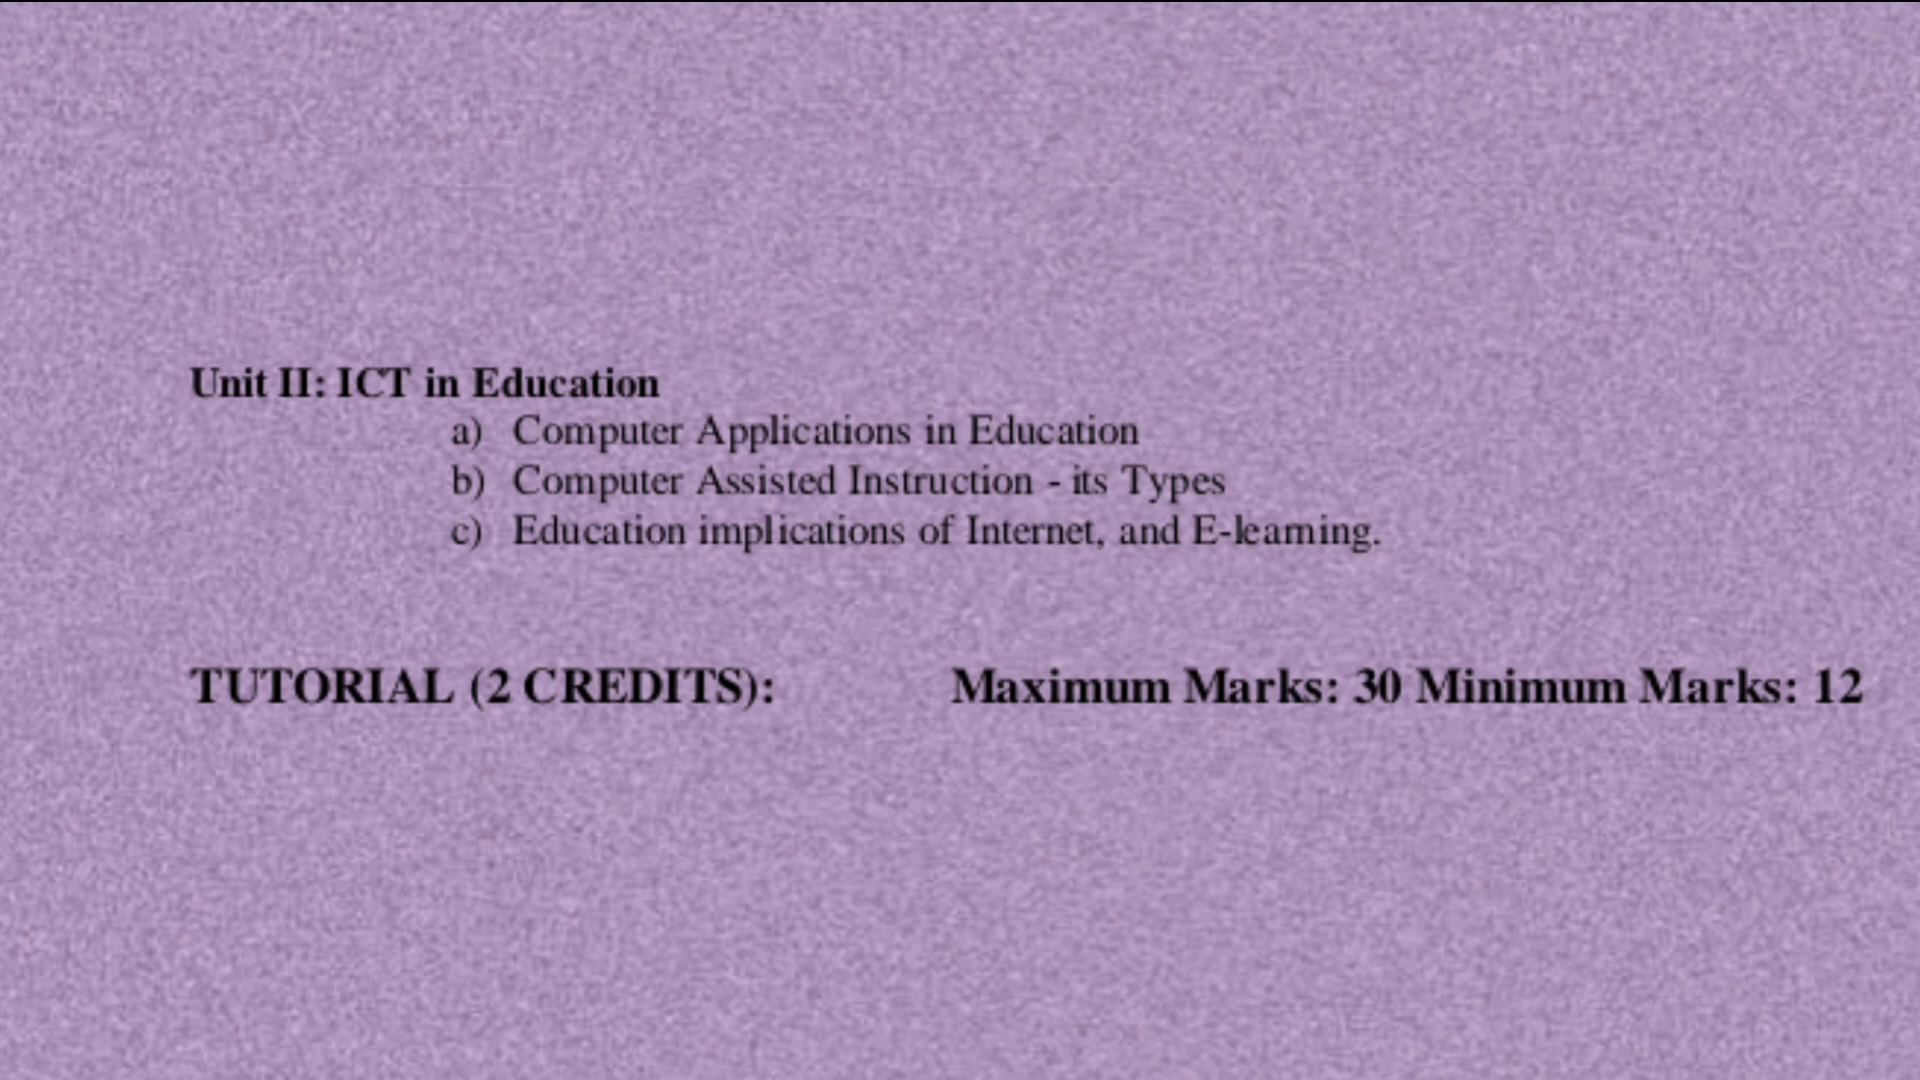 Unit II: ICT in Education
a) Computer Applications in Education
b) Computer Assisted Instruction - its Types
c) Education implications of Internet, and E-learning.
TUTORIAL (2 CREDITS): Maximum Marks: 30 Minimum Marks: 12